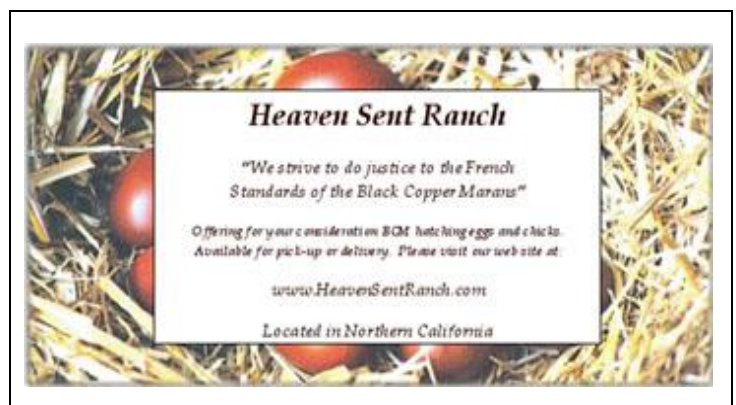 Heaven Sent Ranch
"We strive to do justice to the French
Standards of the Black Copper Marans"
Offering for your consideration BCM hatching eggs and chicks.
Available for pick-up or delivery. Please visit our web site at:
www.HeavenSentRanch.com
Located in Northern California